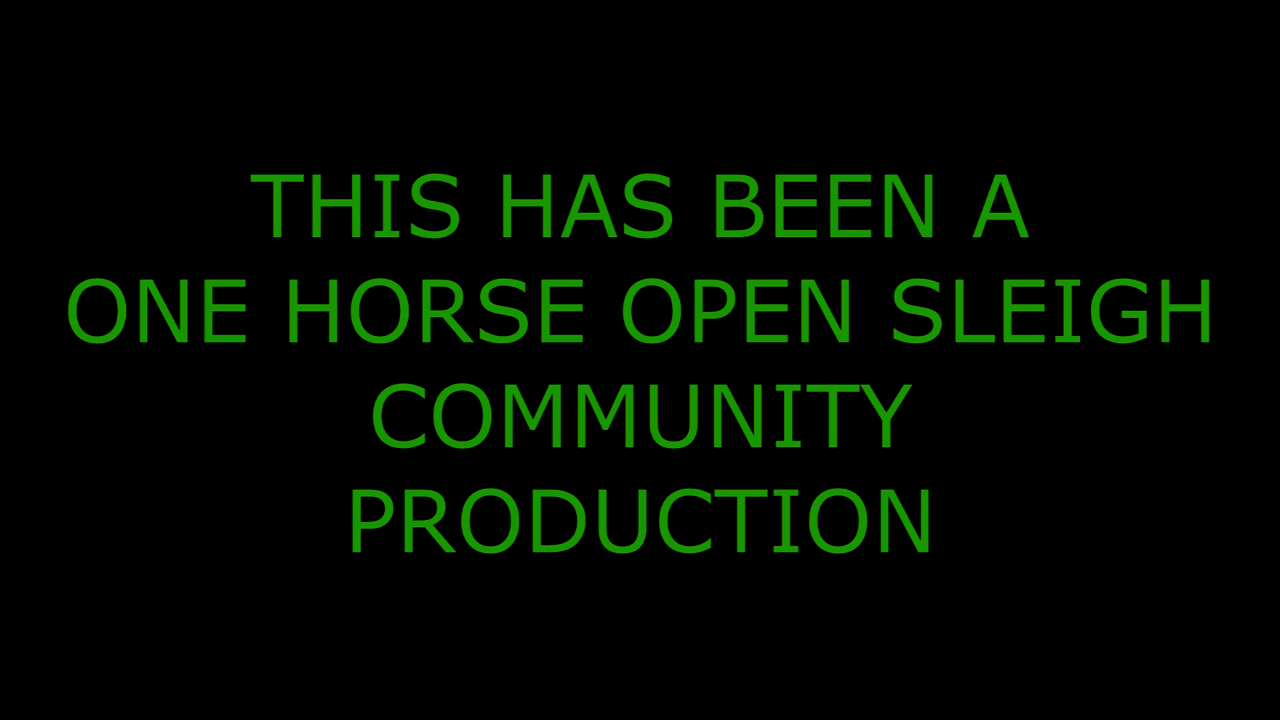 THIS HAS BEEN A
ONE HORSE OPEN SLEIGH
COMMUNITY
PRODUCTION